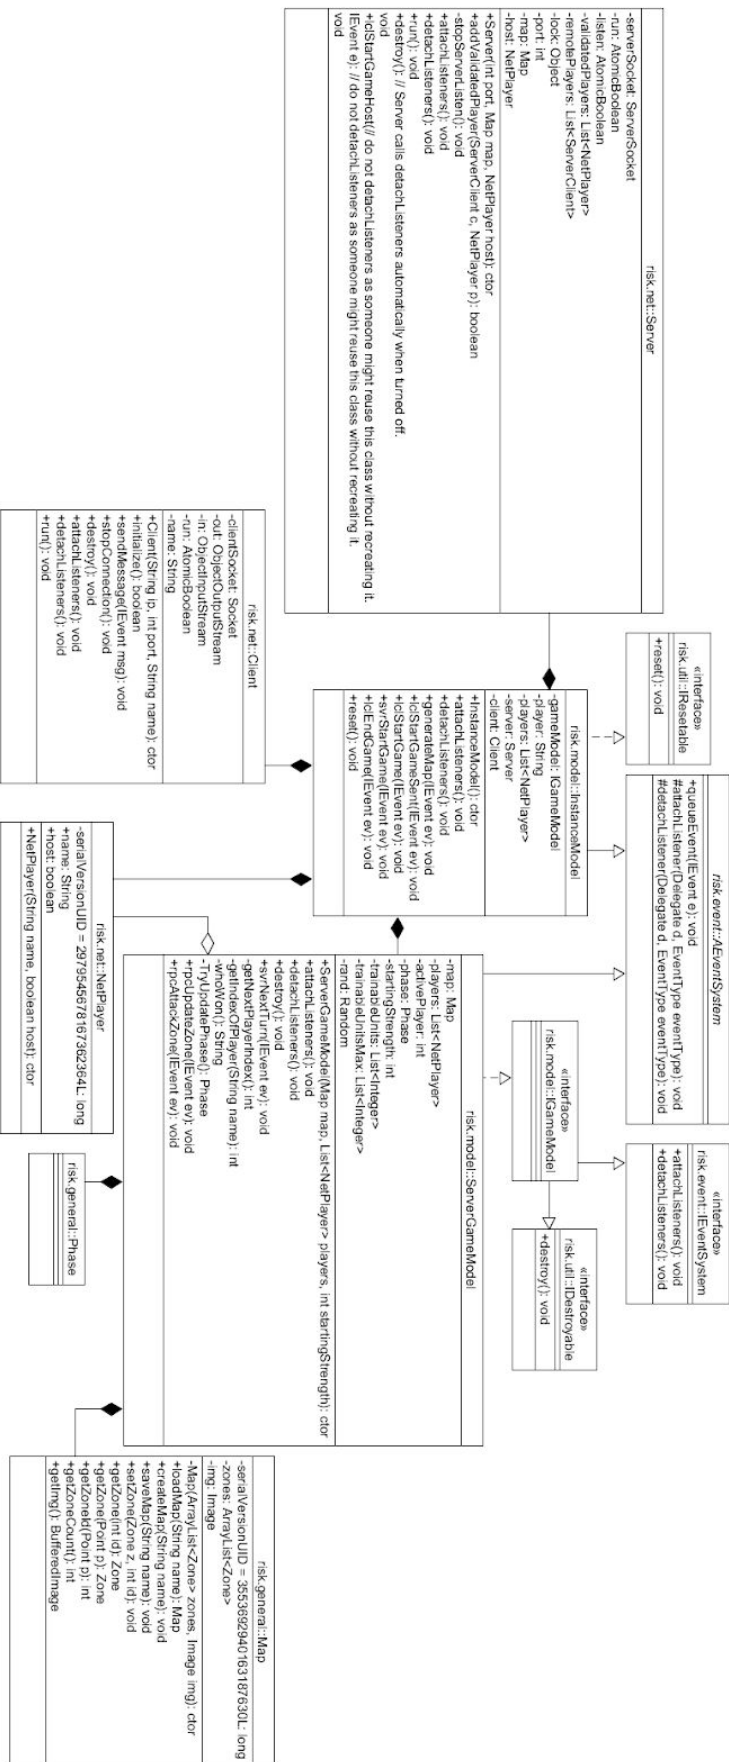 risk.net::Server
-serverSocket: ServerSocket
-run: AtomicBoolean
-listen: AtomicBoolean
-validatedPlayers: List<NetPlayer>
-remotePlayers: List<ServerClient>
-lock: Object
-port: int
-map: Map
-host: NetPlayer
+Server(int port, Map map, NetPlayer host): ctor
+addValidatedPlayer(ServerClient c, NetPlayer p): boolean
-stopServerListen(): void
+attachListeners(): void
+detachListeners(): void
+run(): void
+destroy(): // Server calls detachListeners automatically when turned off.
void
+lclStartGameHost(// do not detachListeners as someone might reuse this class without recreating it.
IEvent e): // do not detachListeners as someone might reuse this class without recreating it.
void
«interface»
risk.util::IResetable
+reset(): void
risk.event::AEventSystem
+queueEvent(IEvent e): void
#attachListener(Delegate d, EventType eventType): void
#detachListener(Delegate d, EventType eventType): void
«interface»
risk.event::IEventSystem
+attachListeners(): void
+detachListeners(): void
«interface»
risk.model::IGameModel
«interface»
risk.util::IDestroyable
+destroy(): void
risk.model::InstanceModel
-gameModel: IGameModel
-player: String
-players: List<NetPlayer>
-server: Server
-client: Client
+InstanceModel(): ctor
+attachListeners(): void
+detachListeners(): void
+generateMap(IEvent ev): void
+lclStartGameSent(IEvent ev): void
+lclStartGame(IEvent ev): void
+svrStartGame(IEvent ev): void
+lclEndGame(IEvent ev): void
+reset(): void
risk.model::ServerGameModel
-map: Map
-players: List<NetPlayer>
-activePlayer: int
-phase: Phase
-startingStrength: int
-trainableUnits: List<Integer>
-trainableUnitsMax: List<Integer>
-rand: Random
+ServerGameModel(Map map, List<NetPlayer> players, int startingStrength): ctor
+attachListeners(): void
+detachListeners(): void
+destroy(): void
+svrNextTurn(IEvent ev): void
-getNextPlayerIndex(): int
-getIndexOfPlayer(String name): int
-whoWon(): String
-TryUpdatePhase(): Phase
+rpcUpdateZone(IEvent ev): void
+rpcAttackZone(IEvent ev): void
risk.net::Client
-clientSocket: Socket
-out: ObjectOutputStream
-in: ObjectInputStream
-run: AtomicBoolean
-name: String
+Client(String ip, int port, String name): ctor
+initialize(): boolean
+sendMessage(IEvent msg): void
+stopConnection(): void
+destroy(): void
+attachListeners(): void
+detachListeners(): void
+run(): void
risk.net::NetPlayer
-serialVersionUID = 2979545678167362364L: long
+name: String
+host: boolean
+NetPlayer(String name, boolean host): ctor
risk.general::Phase
risk.general::Map
-serialVersionUID = 3553692940163187630L: long
-zones: ArrayList<Zone>
-img: Image
-Map(ArrayList<Zone> zones, Image img): ctor
+loadMap(String name): Map
+createMap(String name): void
+saveMap(String name): void
+setZone(Zone z, int id): void
+getZone(int id): Zone
+getZone(Point p): Zone
+getZoneId(Point p): int
+getZoneCount(): int
+getImg(): BufferedImage